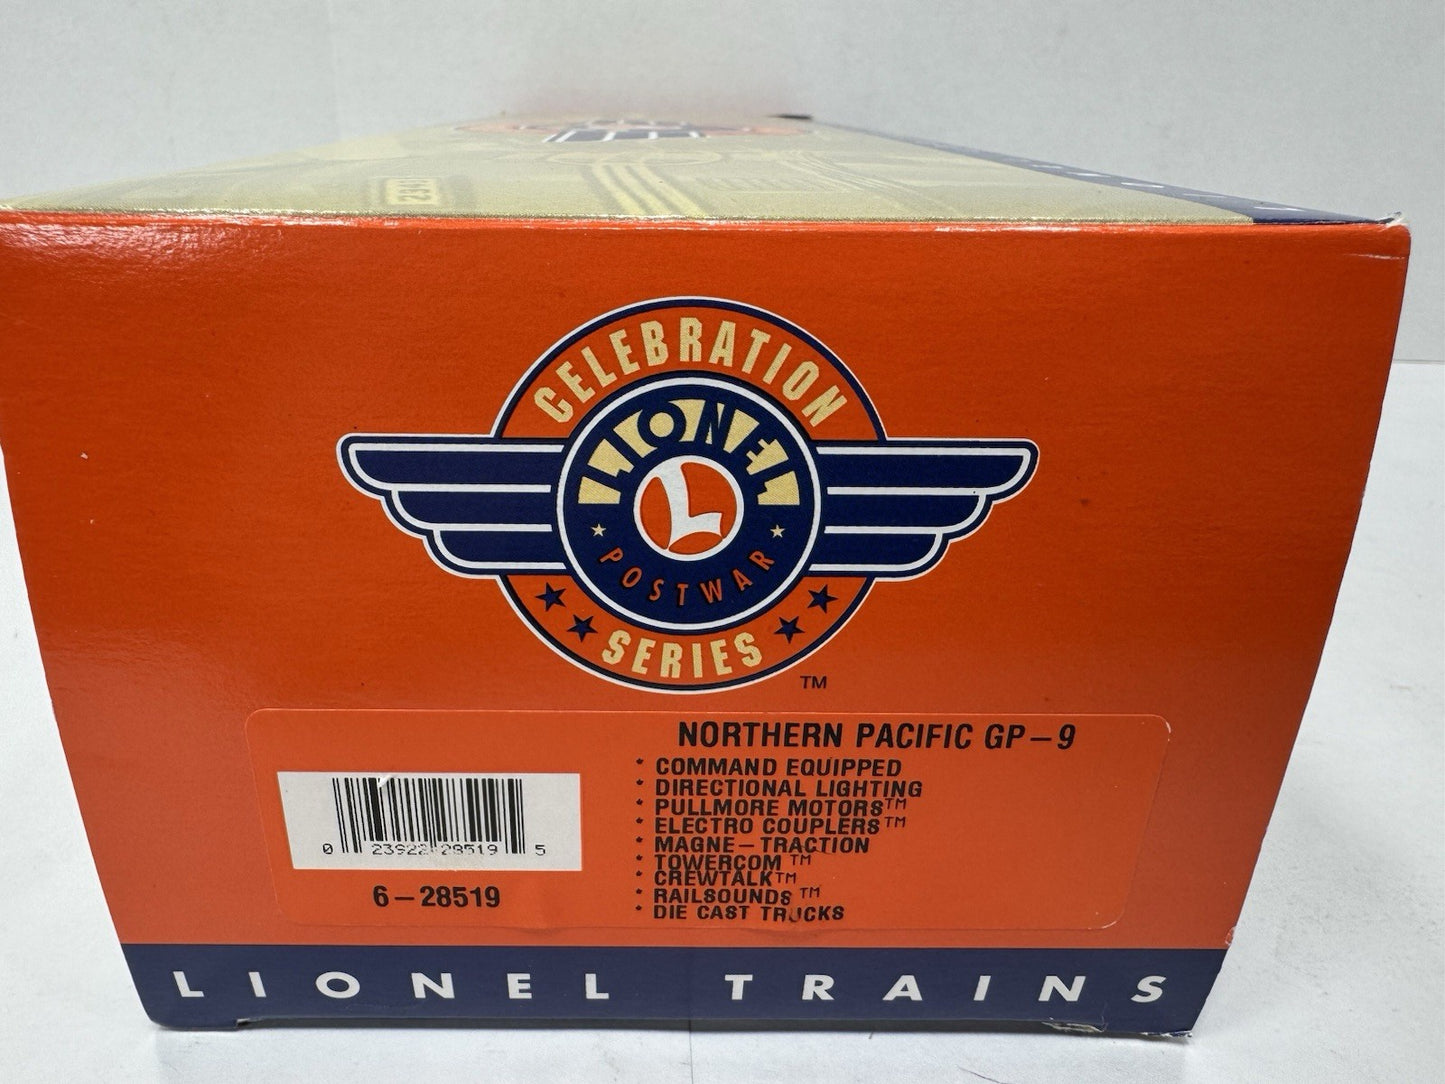 CELEBRATION
LIONEL
L
POSTWAR
SERIES
TM
NORTHERN PACIFIC GP-9
* COMMAND EQUIPPED
* DIRECTIONAL LIGHTING
* PULLMORE MOTORS™
* ELECTRO COUPLERS™
* MAGNE-TRACTION
* TOWERCOM™
* CREWTALK™
* RAILSOUNDS™
* DIE CAST TRUCKS
0 23922 28519 5
6-28519
LIONEL TRAINS